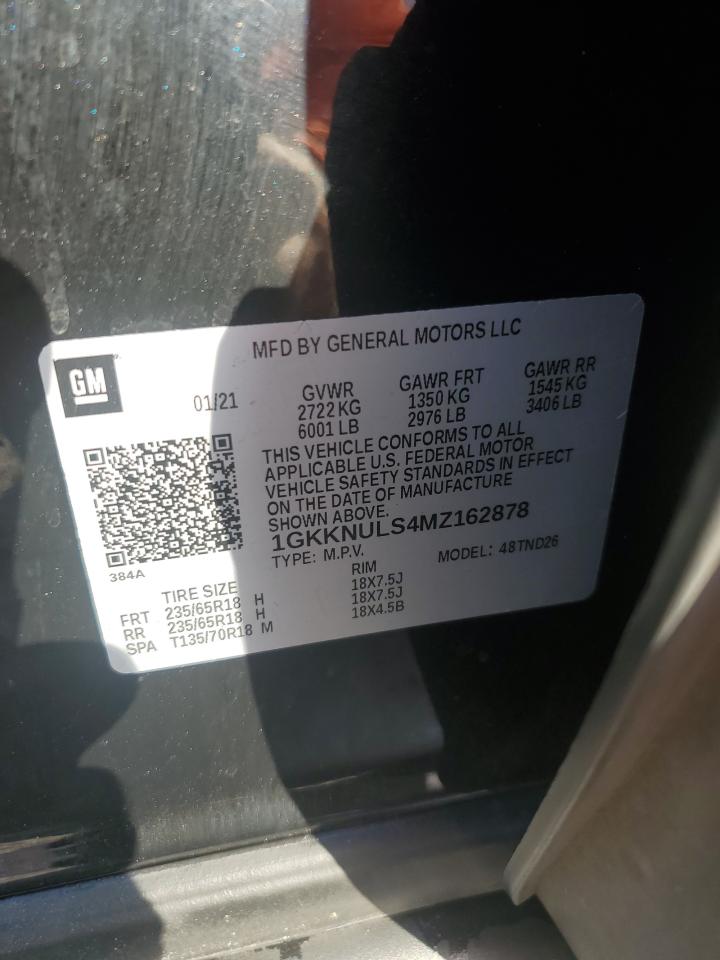 MFD BY GENERAL MOTORS LLC
GM
01/21
GVWR
2722 KG
6001 LB
GAWR FRT
1350 KG
2976 LB
GAWR RR
1545 KG
3406 LB
THIS VEHICLE CONFORMS TO ALL
APPLICABLE U.S. FEDERAL MOTOR
VEHICLE SAFETY STANDARDS IN EFFECT
ON THE DATE OF MANUFACTURE
SHOWN ABOVE.
1GKKNULS4MZ162878
TYPE: M.P.V. MODEL: 48TND26
384A
TIRE SIZE RIM
FRT 235/65R18 H 18X7.5J
RR 235/65R18 H 18X7.5J
SPA T135/70R18 M 18X4.5B